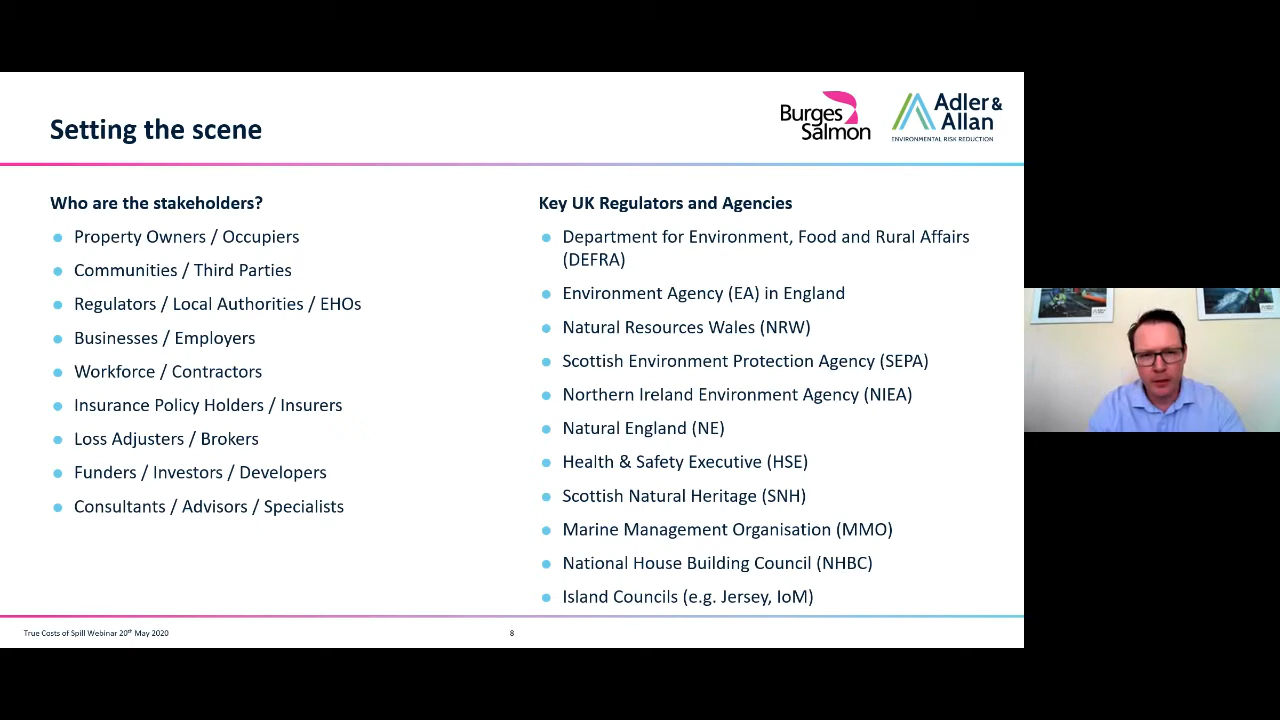 Setting the scene
Burges
Salmon
Adler &
Allan
ENVIRONMENTAL RISK REDUCTION
Who are the stakeholders?
Property Owners / Occupiers
Communities / Third Parties
Regulators / Local Authorities / EHOs
Businesses / Employers
Workforce / Contractors
Insurance Policy Holders / Insurers
Loss Adjusters / Brokers
Funders / Investors / Developers
Consultants / Advisors / Specialists
Key UK Regulators and Agencies
Department for Environment, Food and Rural Affairs
(DEFRA)
Environment Agency (EA) in England
Natural Resources Wales (NRW)
Scottish Environment Protection Agency (SEPA)
Northern Ireland Environment Agency (NIEA)
Natural England (NE)
Health & Safety Executive (HSE)
Scottish Natural Heritage (SNH)
Marine Management Organisation (MMO)
National House Building Council (NHBC)
Island Councils (e.g. Jersey, IoM)
True Costs of Spill Webinar 20th May 2020
8